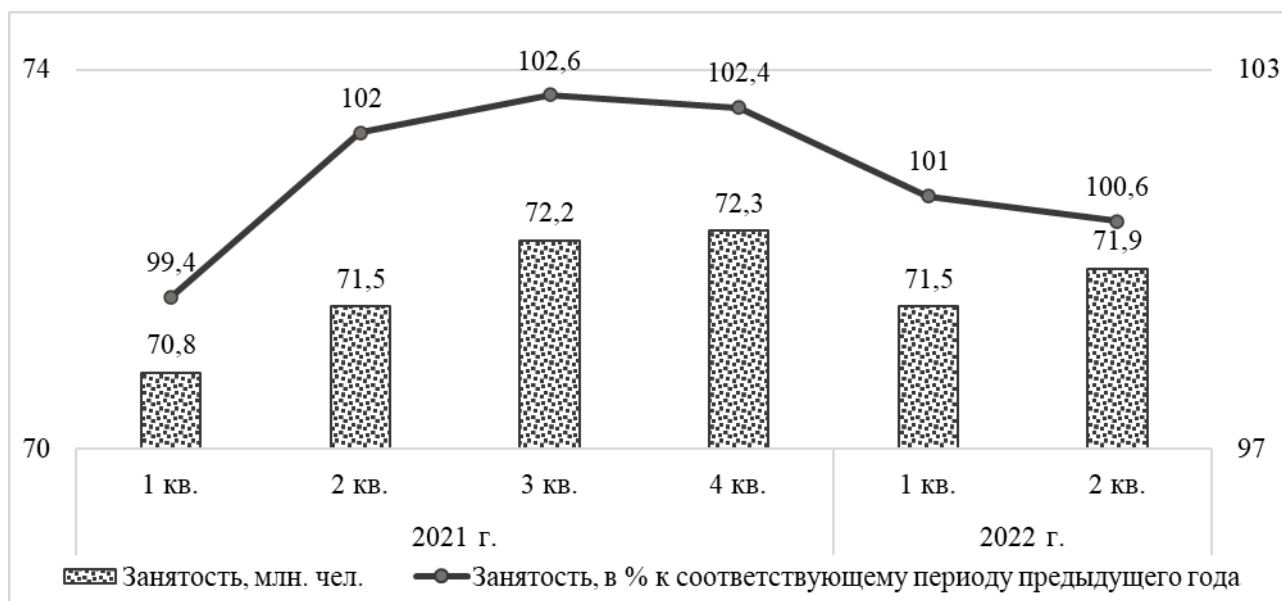 74
103
102,6
102,4
102
101
100,6
99,4
72,2
72,3
71,9
71,5
71,5
70,8
70
97
1 кв.
2 кв.
3 кв.
4 кв.
1 кв.
2 кв.
2021 г.
2022 г.
Занятость, млн. чел.
Занятость, в % к соответствующему периоду предыдущего года